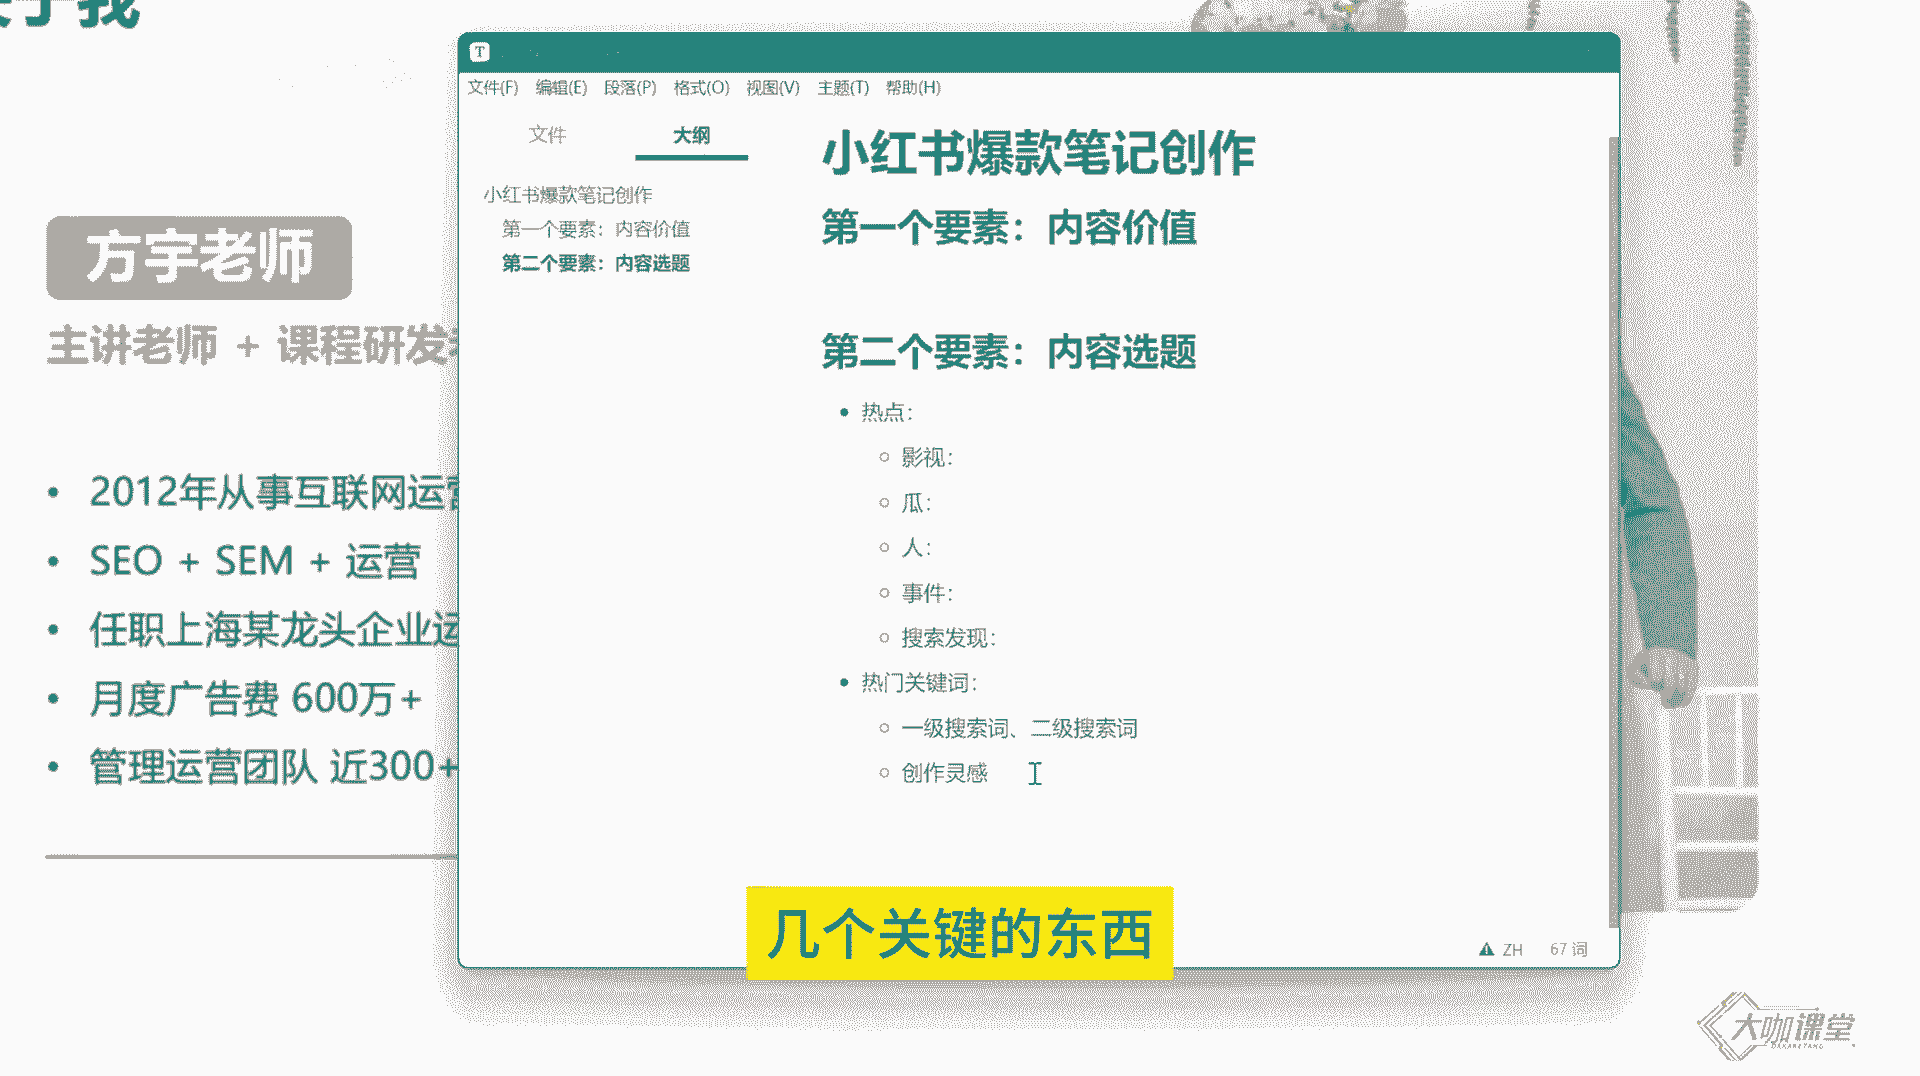 文件(F) 编辑(E) 段落(P) 格式(O) 视图(V) 主题(T) 帮助(H)
文件 大纲
小红书爆款笔记创作
第一个要素：内容价值
第二个要素：内容选题
小红书爆款笔记创作
第一个要素：内容价值
第二个要素：内容选题
热点：
影视：
瓜：
人：
事件：
搜索发现：
热门关键词：
一级搜索词、二级搜索词
创作灵感
ZH 67 词
方宇老师
主讲老师 + 课程研发
2012年从事互联网运营
SEO + SEM + 运营
任职上海某龙头企业运
月度广告费 600万+
管理运营团队 近300+
几个关键的东西
大咖课堂